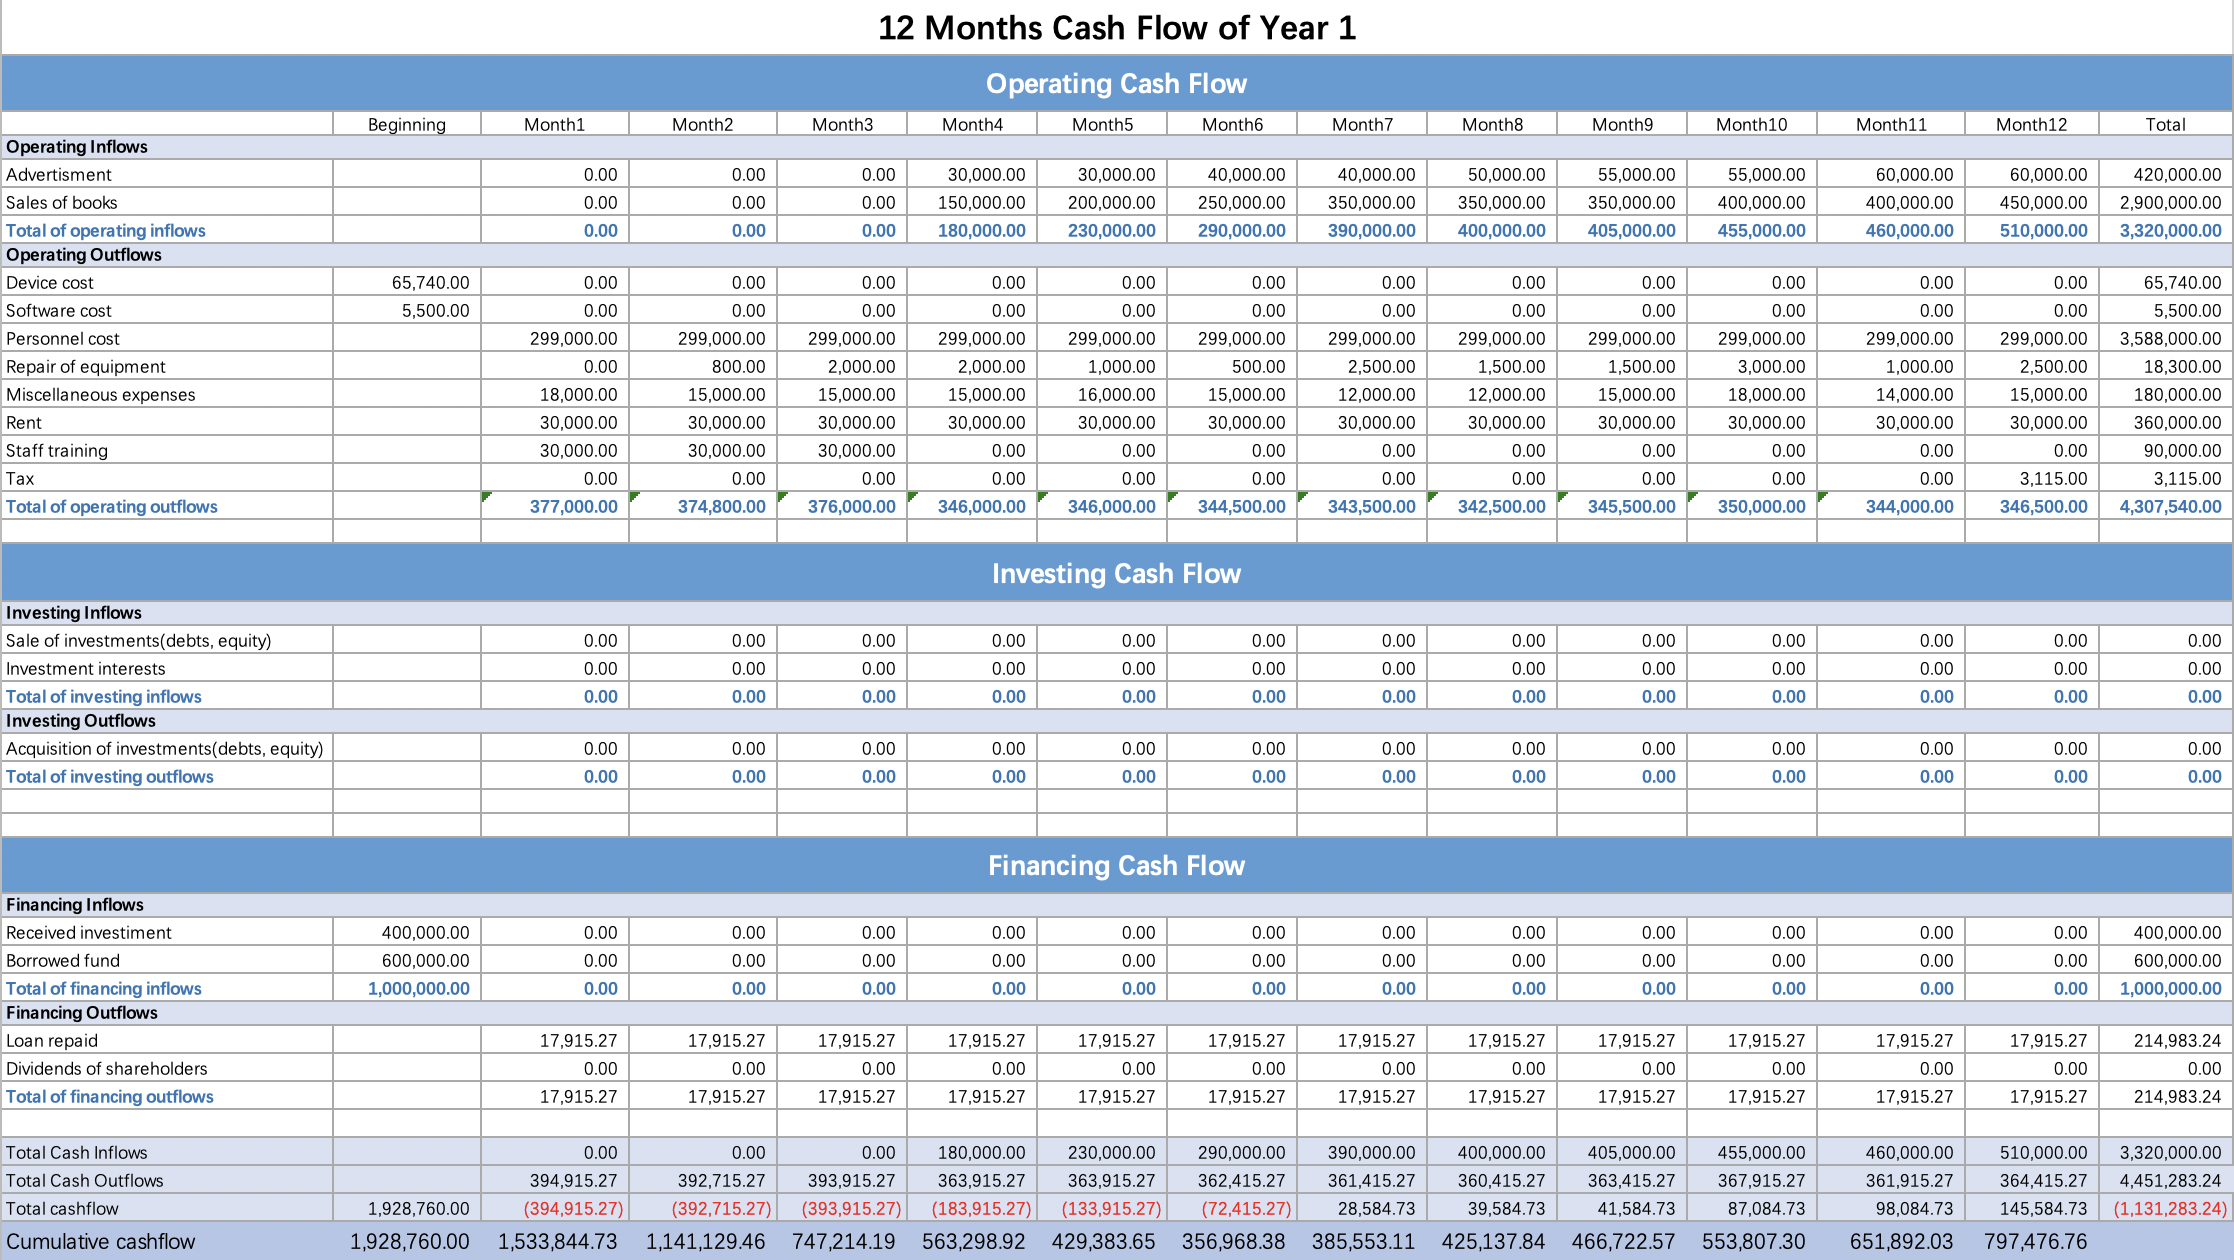 12 Months Cash Flow of Year 1
Operating Cash Flow
Beginning Month1 Month2 Month3 Month4 Month5 Month6 Month7 Month8 Month9 Month10 Month11 Month12 Total
Operating Inflows
Advertisment 0.00 0.00 0.00 30,000.00 30,000.00 40,000.00 40,000.00 50,000.00 55,000.00 55,000.00 60,000.00 60,000.00 420,000.00
Sales of books 0.00 0.00 0.00 150,000.00 200,000.00 250,000.00 350,000.00 350,000.00 350,000.00 400,000.00 400,000.00 450,000.00 2,900,000.00
Total of operating inflows 0.00 0.00 0.00 180,000.00 230,000.00 290,000.00 390,000.00 400,000.00 405,000.00 455,000.00 460,000.00 510,000.00 3,320,000.00
Operating Outflows
Device cost 65,740.00 0.00 0.00 0.00 0.00 0.00 0.00 0.00 0.00 0.00 0.00 0.00 0.00 65,740.00
Software cost 5,500.00 0.00 0.00 0.00 0.00 0.00 0.00 0.00 0.00 0.00 0.00 0.00 0.00 5,500.00
Personnel cost 299,000.00 299,000.00 299,000.00 299,000.00 299,000.00 299,000.00 299,000.00 299,000.00 299,000.00 299,000.00 299,000.00 299,000.00 3,588,000.00
Repair of equipment 0.00 800.00 2,000.00 2,000.00 1,000.00 500.00 2,500.00 1,500.00 1,500.00 3,000.00 1,000.00 2,500.00 18,300.00
Miscellaneous expenses 18,000.00 15,000.00 15,000.00 15,000.00 16,000.00 15,000.00 12,000.00 12,000.00 15,000.00 18,000.00 14,000.00 15,000.00 180,000.00
Rent 30,000.00 30,000.00 30,000.00 30,000.00 30,000.00 30,000.00 30,000.00 30,000.00 30,000.00 30,000.00 30,000.00 30,000.00 360,000.00
Staff training 30,000.00 30,000.00 30,000.00 0.00 0.00 0.00 0.00 0.00 0.00 0.00 0.00 0.00 90,000.00
Tax 0.00 0.00 0.00 0.00 0.00 0.00 0.00 0.00 0.00 0.00 0.00 3,115.00 3,115.00
Total of operating outflows 377,000.00 374,800.00 376,000.00 346,000.00 346,000.00 344,500.00 343,500.00 342,500.00 345,500.00 350,000.00 344,000.00 346,500.00 4,307,540.00
Investing Cash Flow
Investing Inflows
Sale of investments(debts, equity) 0.00 0.00 0.00 0.00 0.00 0.00 0.00 0.00 0.00 0.00 0.00 0.00 0.00
Investment interests 0.00 0.00 0.00 0.00 0.00 0.00 0.00 0.00 0.00 0.00 0.00 0.00 0.00
Total of investing inflows 0.00 0.00 0.00 0.00 0.00 0.00 0.00 0.00 0.00 0.00 0.00 0.00 0.00
Investing Outflows
Acquisition of investments(debts, equity) 0.00 0.00 0.00 0.00 0.00 0.00 0.00 0.00 0.00 0.00 0.00 0.00 0.00
Total of investing outflows 0.00 0.00 0.00 0.00 0.00 0.00 0.00 0.00 0.00 0.00 0.00 0.00 0.00
Financing Cash Flow
Financing Inflows
Received investiment 400,000.00 0.00 0.00 0.00 0.00 0.00 0.00 0.00 0.00 0.00 0.00 0.00 0.00 400,000.00
Borrowed fund 600,000.00 0.00 0.00 0.00 0.00 0.00 0.00 0.00 0.00 0.00 0.00 0.00 0.00 600,000.00
Total of financing inflows 1,000,000.00 0.00 0.00 0.00 0.00 0.00 0.00 0.00 0.00 0.00 0.00 0.00 0.00 1,000,000.00
Financing Outflows
Loan repaid 17,915.27 17,915.27 17,915.27 17,915.27 17,915.27 17,915.27 17,915.27 17,915.27 17,915.27 17,915.27 17,915.27 17,915.27 214,983.24
Dividends of shareholders 0.00 0.00 0.00 0.00 0.00 0.00 0.00 0.00 0.00 0.00 0.00 0.00 0.00
Total of financing outflows 17,915.27 17,915.27 17,915.27 17,915.27 17,915.27 17,915.27 17,915.27 17,915.27 17,915.27 17,915.27 17,915.27 17,915.27 214,983.24
Total Cash Inflows 0.00 0.00 0.00 180,000.00 230,000.00 290,000.00 390,000.00 400,000.00 405,000.00 455,000.00 460,000.00 510,000.00 3,320,000.00
Total Cash Outflows 394,915.27 392,715.27 393,915.27 363,915.27 363,915.27 362,415.27 361,415.27 360,415.27 363,415.27 367,915.27 361,915.27 364,415.27 4,451,283.24
Total cashflow 1,928,760.00 (394,915.27) (392,715.27) (393,915.27) (183,915.27) (133,915.27) (72,415.27) 28,584.73 39,584.73 41,584.73 87,084.73 98,084.73 145,584.73 (1,131,283.24)
Cumulative cashflow 1,928,760.00 1,533,844.73 1,141,129.46 747,214.19 563,298.92 429,383.65 356,968.38 385,553.11 425,137.84 466,722.57 553,807.30 651,892.03 797,476.76